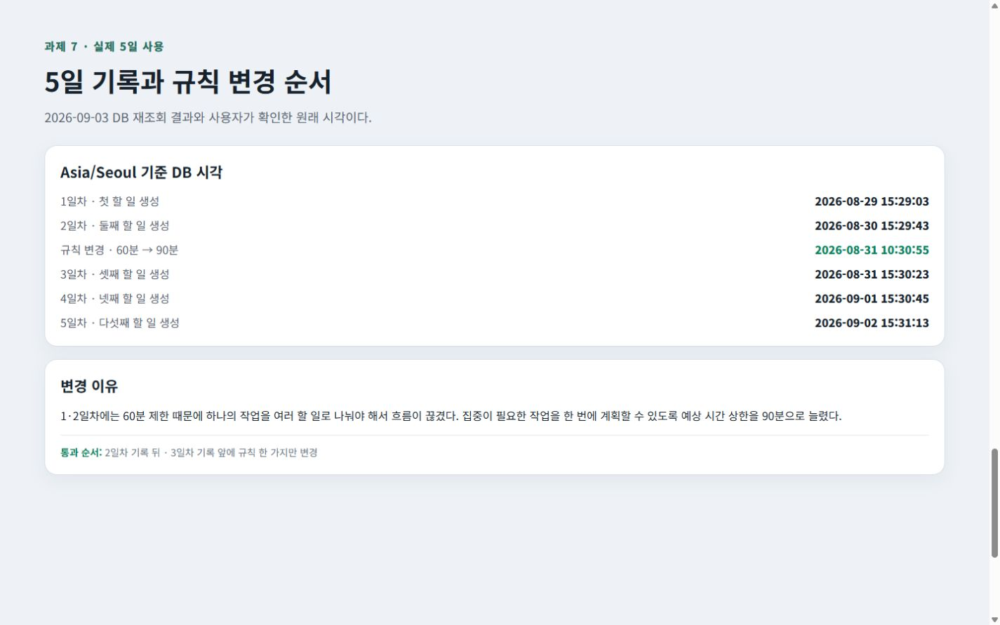 과제 7 · 실제 5일 사용
5일 기록과 규칙 변경 순서
2026-09-03 DB 재조회 결과와 사용자가 확인한 원래 시각이다.
Asia/Seoul 기준 DB 시각
1일차 · 첫 할 일 생성 2026-08-29 15:29:03
2일차 · 둘째 할 일 생성 2026-08-30 15:29:43
규칙 변경 · 60분 → 90분 2026-08-31 10:30:55
3일차 · 셋째 할 일 생성 2026-08-31 15:30:23
4일차 · 넷째 할 일 생성 2026-09-01 15:30:45
5일차 · 다섯째 할 일 생성 2026-09-02 15:31:13
변경 이유
1·2일차에는 60분 제한 때문에 하나의 작업을 여러 할 일로 나눠야 해서 흐름이 끊겼다. 집중이 필요한 작업을 한 번에 계획할 수 있도록 예상 시간 상한을 90분으로 늘렸다.
통과 순서: 2일차 기록 뒤 · 3일차 기록 앞에 규칙 한 가지만 변경